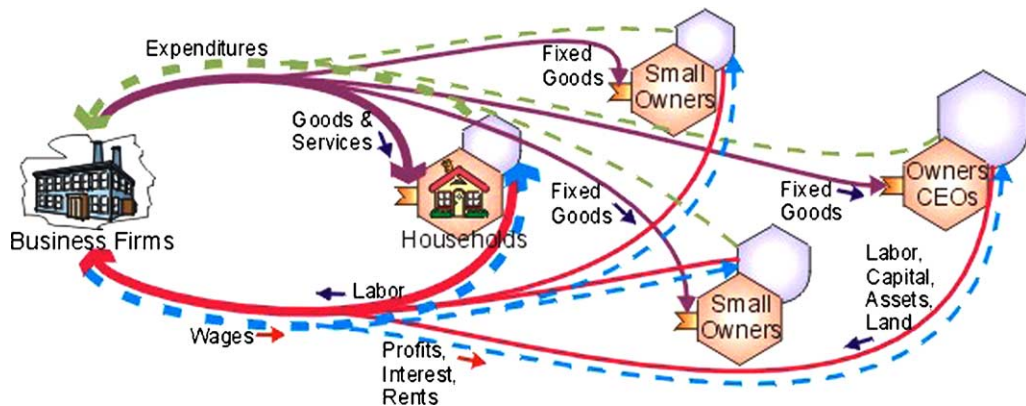 Expenditures
Fixed
Goods
Small
Owners
Goods &
Services
Owners
CEOs
Fixed
Goods
Fixed
Goods
Business Firms
Households
Labor
Small
Owners
Labor,
Capital,
Assets,
Land
Wages
Profits,
Interest,
Rents